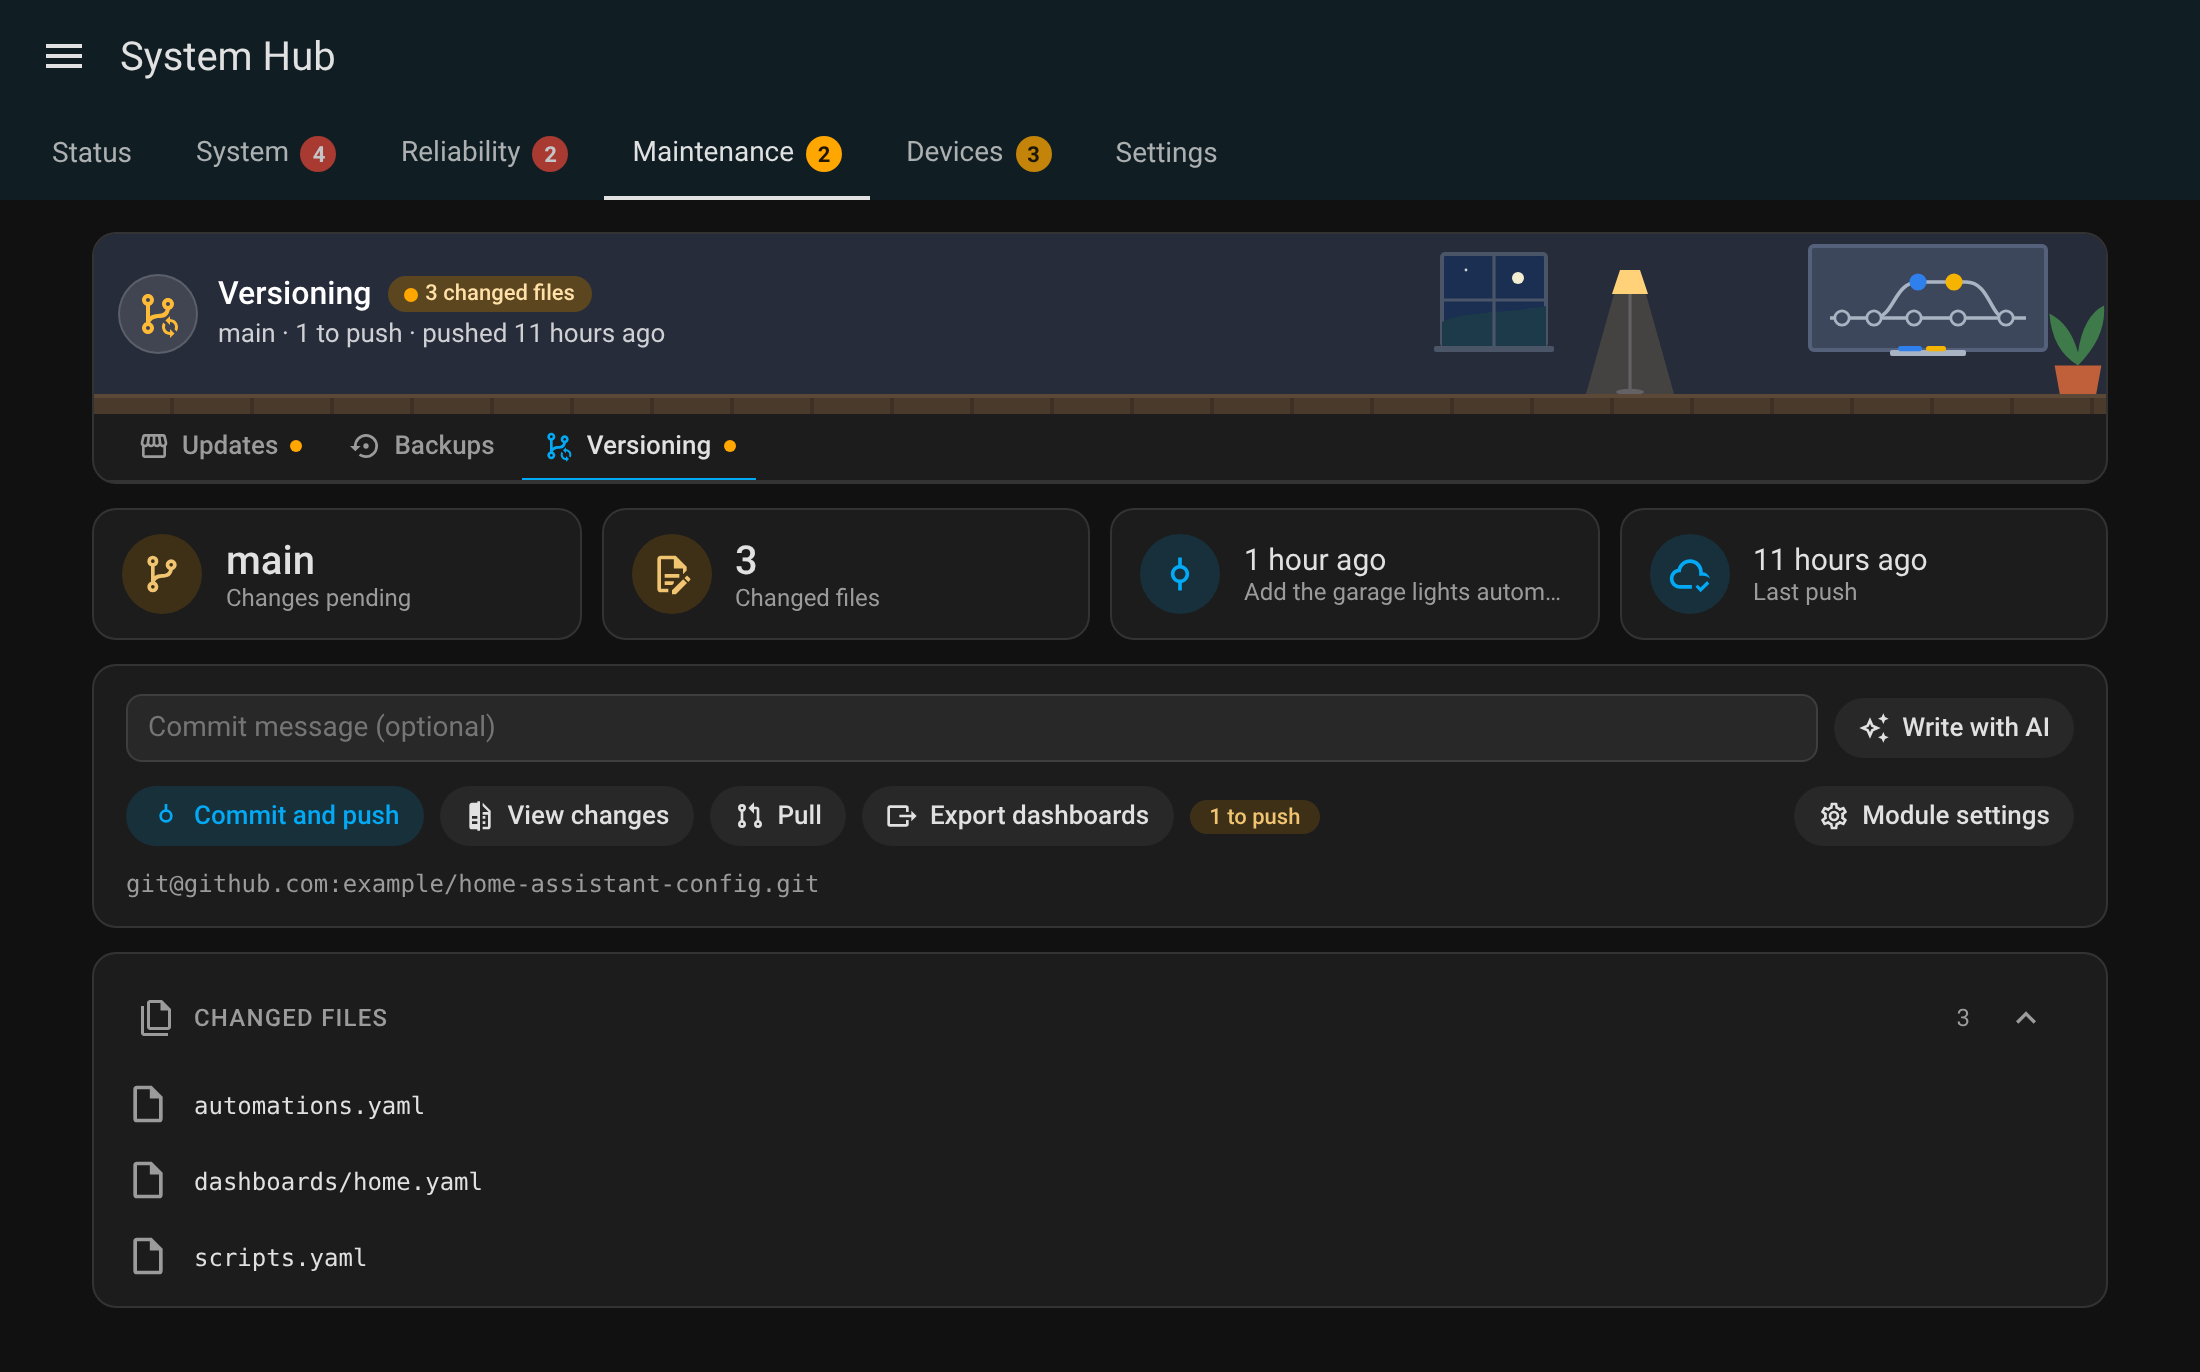 System Hub
Status
System 4
Reliability 2
Maintenance 2
Devices 3
Settings
Versioning
3 changed files
main · 1 to push · pushed 11 hours ago
Updates
Backups
Versioning
main
Changes pending
3
Changed files
1 hour ago
Add the garage lights autom...
11 hours ago
Last push
Commit message (optional)
Write with AI
Commit and push
View changes
Pull
Export dashboards
1 to push
Module settings
git@github.com:example/home-assistant-config.git
CHANGED FILES
3
automations.yaml
dashboards/home.yaml
scripts.yaml